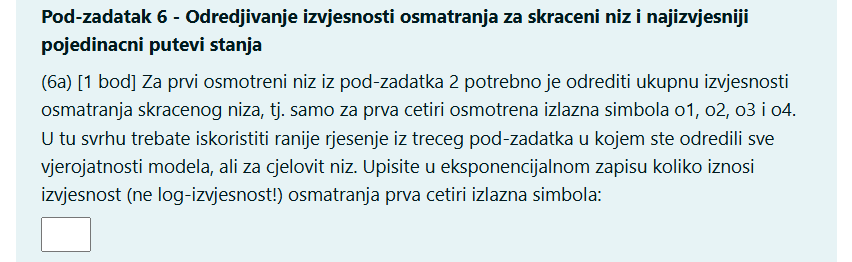 Pod-zadatak 6 - Odredjivanje izvjesnosti osmatranja za skraceni niz i najizvjesniji
pojedinacni putevi stanja
(6a) [1 bod] Za prvi osmotreni niz iz pod-zadatka 2 potrebno je odrediti ukupnu izvjesnosti
osmatranja skracenog niza, tj. samo za prva cetiri osmotrena izlazna simbola o1, o2, o3 i o4.
U tu svrhu trebate iskoristiti ranije rjesenje iz treceg pod-zadatka u kojem ste odredili sve
vjerojatnosti modela, ali za cjelovit niz. Upisite u eksponencijalnom zapisu koliko iznosi
izvjesnost (ne log-izvjesnost!) osmatranja prva cetiri izlazna simbola: